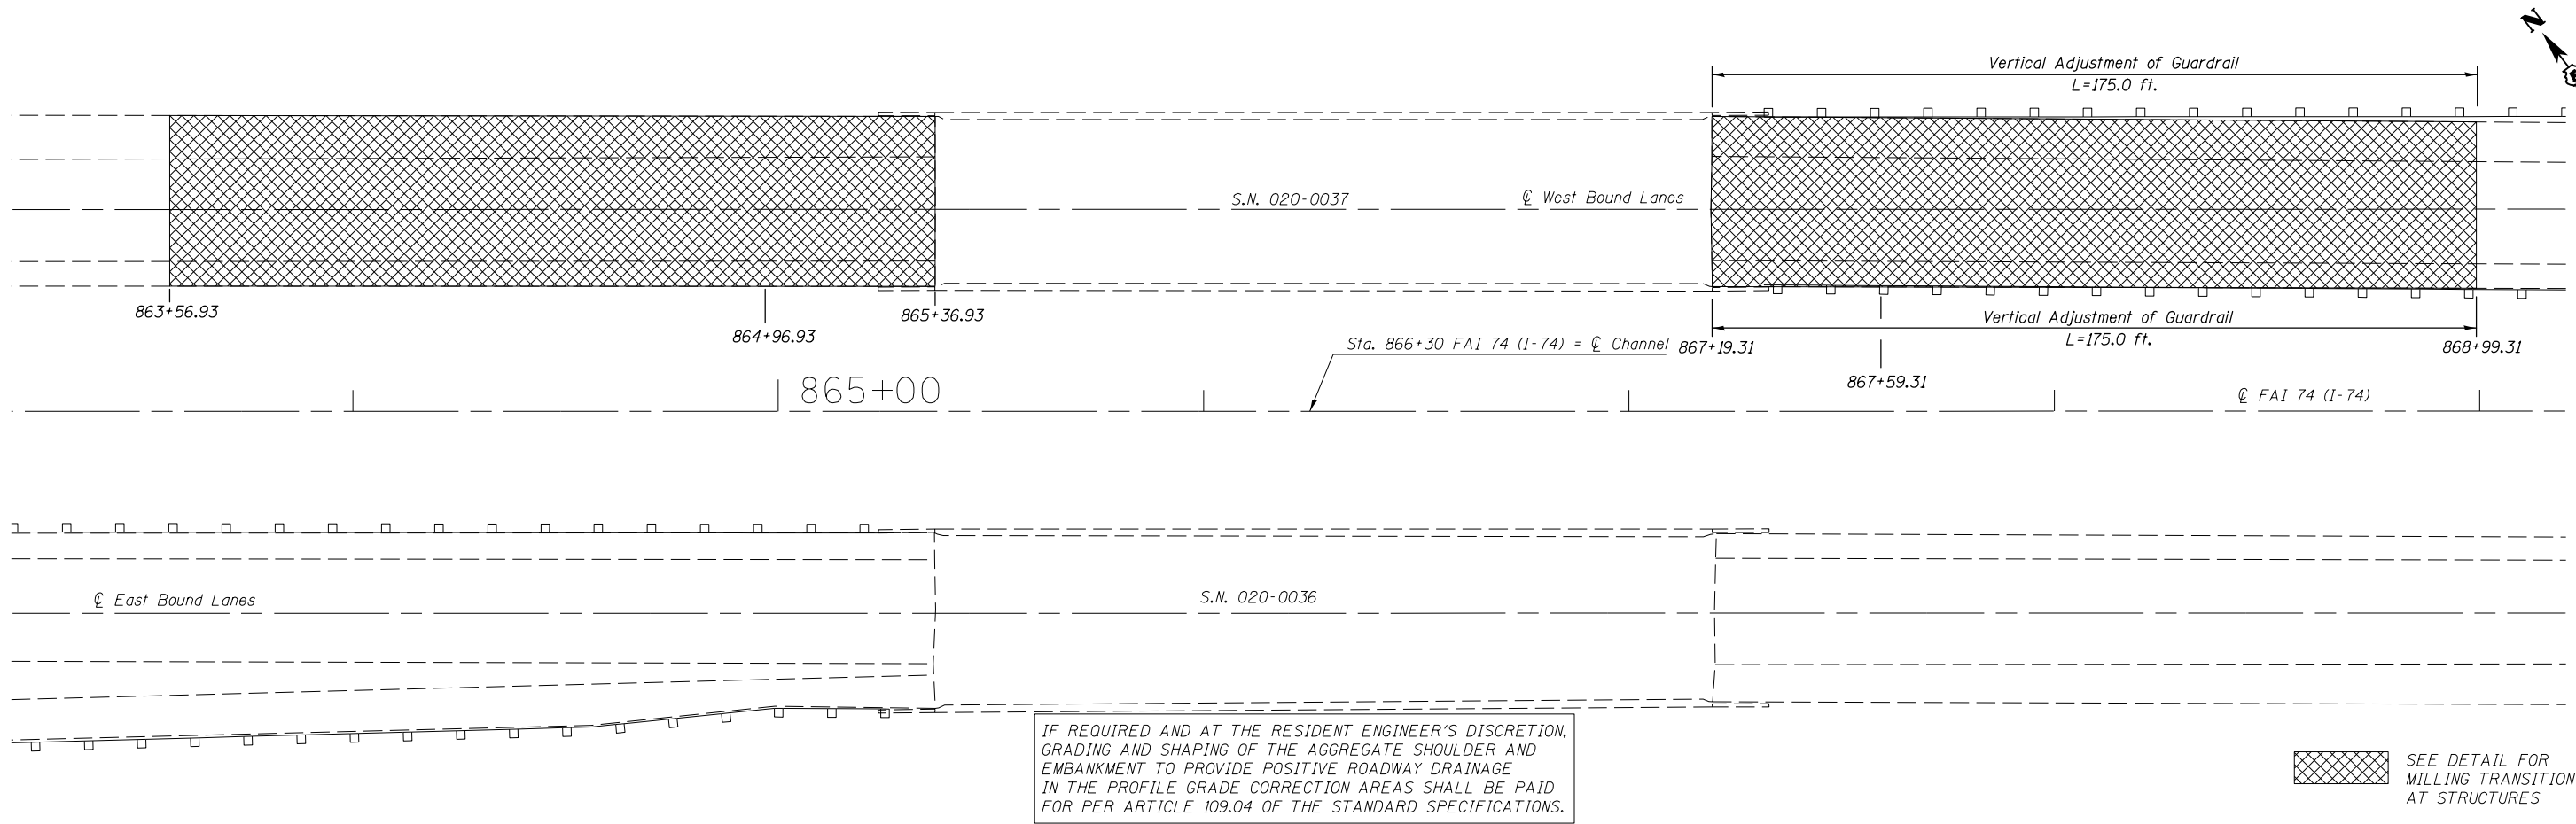 N
Vertical Adjustment of Guardrail
L=175.0 ft.
S.N. 020-0037
℄ West Bound Lanes
863+56.93
864+96.93
865+36.93
Vertical Adjustment of Guardrail
L=175.0 ft.
867+19.31
867+59.31
868+99.31
Sta. 866+30 FAI 74 (I-74) = ℄ Channel
865+00
℄ FAI 74 (I-74)
℄ East Bound Lanes
S.N. 020-0036
IF REQUIRED AND AT THE RESIDENT ENGINEER'S DISCRETION,
GRADING AND SHAPING OF THE AGGREGATE SHOULDER AND
EMBANKMENT TO PROVIDE POSITIVE ROADWAY DRAINAGE
IN THE PROFILE GRADE CORRECTION AREAS SHALL BE PAID
FOR PER ARTICLE 109.04 OF THE STANDARD SPECIFICATIONS.
SEE DETAIL FOR
MILLING TRANSITION
AT STRUCTURES